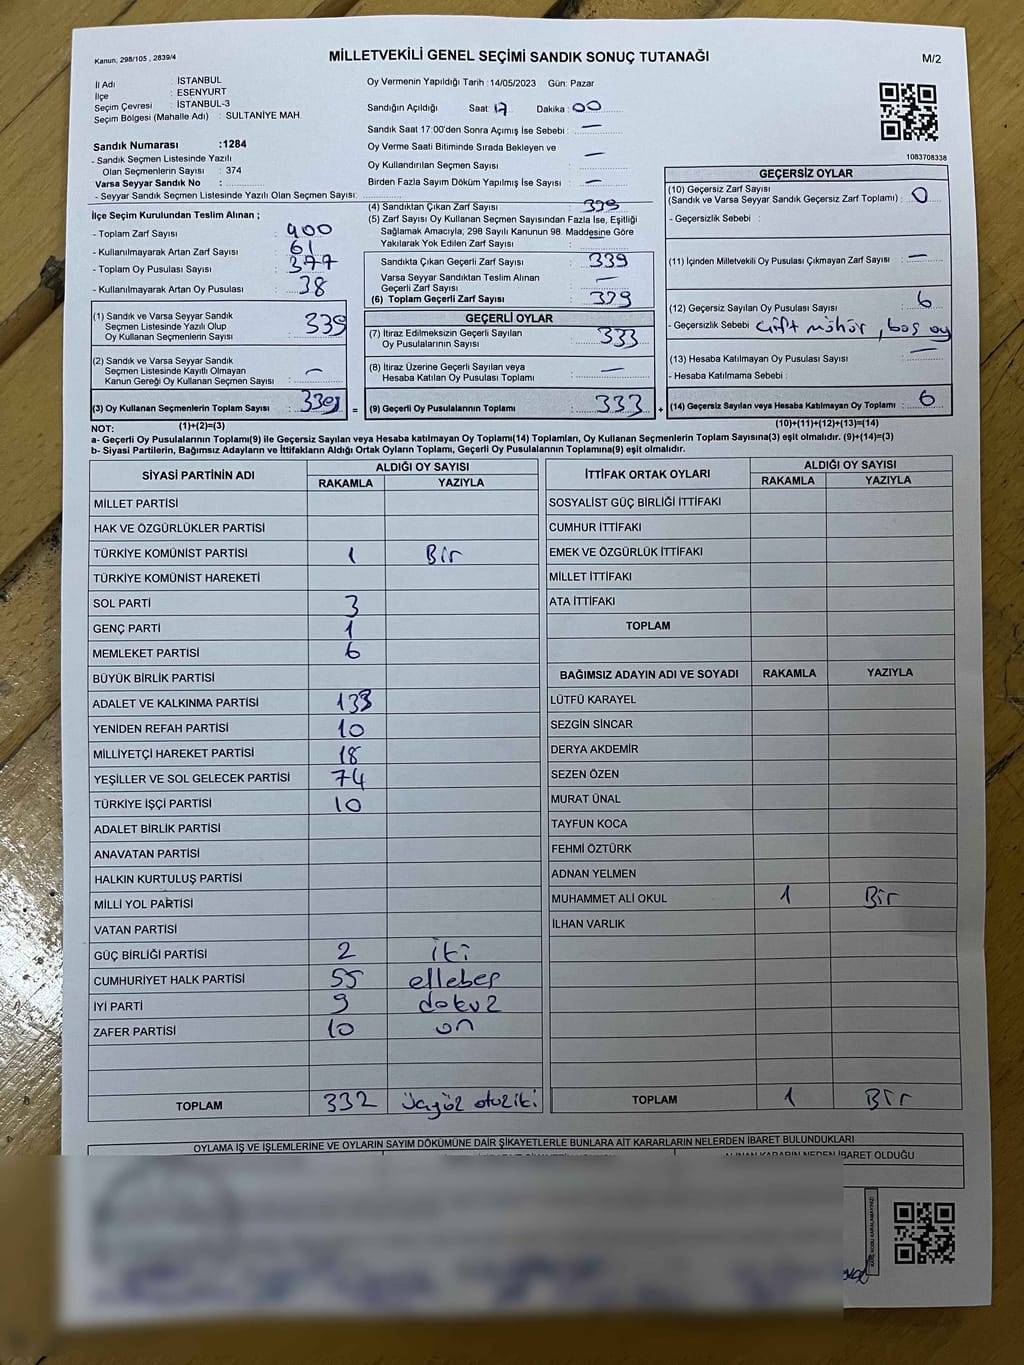 Kanun, 298/105 , 2839/4
MİLLETVEKİLİ GENEL SEÇİMİ SANDIK SONUÇ TUTANAĞI
M/2
İl Adı : İSTANBUL
İlçe : ESENYURT
Seçim Çevresi : İSTANBUL-3
Seçim Bölgesi (Mahalle Adı) : SULTANİYE MAH.
Sandık Numarası :1284
- Sandık Seçmen Listesinde Yazılı
Olan Seçmenlerin Sayısı : 374
Varsa Seyyar Sandık No :
- Seyyar Sandık Seçmen Listesinde Yazılı Olan Seçmen Sayısı:
Oy Vermenin Yapıldığı Tarih :14/05/2023 Gün: Pazar
Sandığın Açıldığı Saat: 17 Dakika : 00
Sandık Saat 17:00'den Sonra Açımış İse Sebebi : —
Oy Verme Saati Bitiminde Sırada Bekleyen ve
Oy Kullandırılan Seçmen Sayısı : —
Birden Fazla Sayım Döküm Yapılmış İse Sayısı : —
1083708338
İlçe Seçim Kurulundan Teslim Alınan ;
- Toplam Zarf Sayısı : 400
- Kullanılmayarak Artan Zarf Sayısı : 61
- Toplam Oy Pusulası Sayısı : 377
- Kullanılmayarak Artan Oy Pusulası : 38
(1) Sandık ve Varsa Seyyar Sandık
Seçmen Listesinde Yazılı Olup
Oy Kullanan Seçmenlerin Sayısı : 339
(2) Sandık ve Varsa Seyyar Sandık
Seçmen Listesinde Kayıtlı Olmayan
Kanun Gereği Oy Kullanan Seçmen Sayısı : —
(3) Oy Kullanan Seçmenlerin Toplam Sayısı : 339 =
(1)+(2)=(3)
(4) Sandıktan Çıkan Zarf Sayısı : 339
(5) Zarf Sayısı Oy Kullanan Seçmen Sayısından Fazla İse, Eşitliği
Sağlamak Amacıyla; 298 Sayılı Kanunun 98. Maddesine Göre
Yakılarak Yok Edilen Zarf Sayısı :
Sandıkta Çıkan Geçerli Zarf Sayısı : 339
Varsa Seyyar Sandıktan Teslim Alınan
Geçerli Zarf Sayısı : —
(6) Toplam Geçerli Zarf Sayısı : 339
GEÇERLİ OYLAR
(7) İtiraz Edilmeksizin Geçerli Sayılan
Oy Pusulalarının Sayısı : 333
(8) İtiraz Üzerine Geçerli Sayılan veya
Hesaba Katılan Oy Pusulası Toplamı : —
(9) Geçerli Oy Pusulalarının Toplamı : 333 +
GEÇERSİZ OYLAR
(10) Geçersiz Zarf Sayısı
(Sandık ve Varsa Seyyar Sandık Geçersiz Zarf Toplamı) : 0
- Geçersizlik Sebebi :
(11) İçinden Milletvekili Oy Pusulası Çıkmayan Zarf Sayısı : —
(12) Geçersiz Sayılan Oy Pusulası Sayısı : 6
- Geçersizlik Sebebi : çift möhör, boş oy
(13) Hesaba Katılmayan Oy Pusulası Sayısı : —
- Hesaba Katılmama Sebebi :
(14) Geçersiz Sayılan veya Hesaba Katılmayan Oy Toplamı : 6
(10)+(11)+(12)+(13)=(14)
NOT:
a- Geçerli Oy Pusulalarının Toplamı(9) ile Geçersiz Sayılan veya Hesaba katılmayan Oy Toplamı(14) Toplamları, Oy Kullanan Seçmenlerin Toplam Sayısına(3) eşit olmalıdır. (9)+(14)=(3)
b- Siyasi Partilerin, Bağımsız Adayların ve İttifakların Aldığı Ortak Oyların Toplamı, Geçerli Oy Pusulalarının Toplamına(9) eşit olmalıdır.
SİYASİ PARTİNİN ADI ALDIĞI OY SAYISI
RAKAMLA YAZIYLA
MİLLET PARTİSİ
HAK VE ÖZGÜRLÜKLER PARTİSİ
TÜRKİYE KOMÜNİST PARTİSİ 1 Bir
TÜRKİYE KOMÜNİST HAREKETİ
SOL PARTİ 3
GENÇ PARTİ 1
MEMLEKET PARTİSİ 6
BÜYÜK BİRLİK PARTİSİ
ADALET VE KALKINMA PARTİSİ 133
YENİDEN REFAH PARTİSİ 10
MİLLİYETÇİ HAREKET PARTİSİ 18
YEŞİLLER VE SOL GELECEK PARTİSİ 74
TÜRKİYE İŞÇİ PARTİSİ 10
ADALET BİRLİK PARTİSİ
ANAVATAN PARTİSİ
HALKIN KURTULUŞ PARTİSİ
MİLLİ YOL PARTİSİ
VATAN PARTİSİ
GÜÇ BİRLİĞİ PARTİSİ 2 iki
CUMHURİYET HALK PARTİSİ 55 ellebeş
İYİ PARTİ 9 dokuz
ZAFER PARTİSİ 10 on
TOPLAM 332 üçyüz otuziki
İTTİFAK ORTAK OYLARI ALDIĞI OY SAYISI
RAKAMLA YAZIYLA
SOSYALİST GÜÇ BİRLİĞİ İTTİFAKI
CUMHUR İTTİFAKI
EMEK VE ÖZGÜRLÜK İTTİFAKI
MİLLET İTTİFAKI
ATA İTTİFAKI
TOPLAM
BAĞIMSIZ ADAYIN ADI VE SOYADI RAKAMLA YAZIYLA
LÜTFÜ KARAYEL
SEZGİN SİNCAR
DERYA AKDEMİR
SEZEN ÖZEN
MURAT ÜNAL
TAYFUN KOCA
FEHMİ ÖZTÜRK
ADNAN YELMEN
MUHAMMET ALİ OKUL 1 Bir
İLHAN VARLIK
TOPLAM 1 Bir
OYLAMA İŞ VE İŞLEMLERİNE VE OYLARIN SAYIM DÖKÜMÜNE DAİR ŞİKAYETLERLE BUNLARA AİT KARARLARIN NELERDEN İBARET BULUNDUKLARI
ALINAN KARARIN NEDEN İBARET OLDUĞU